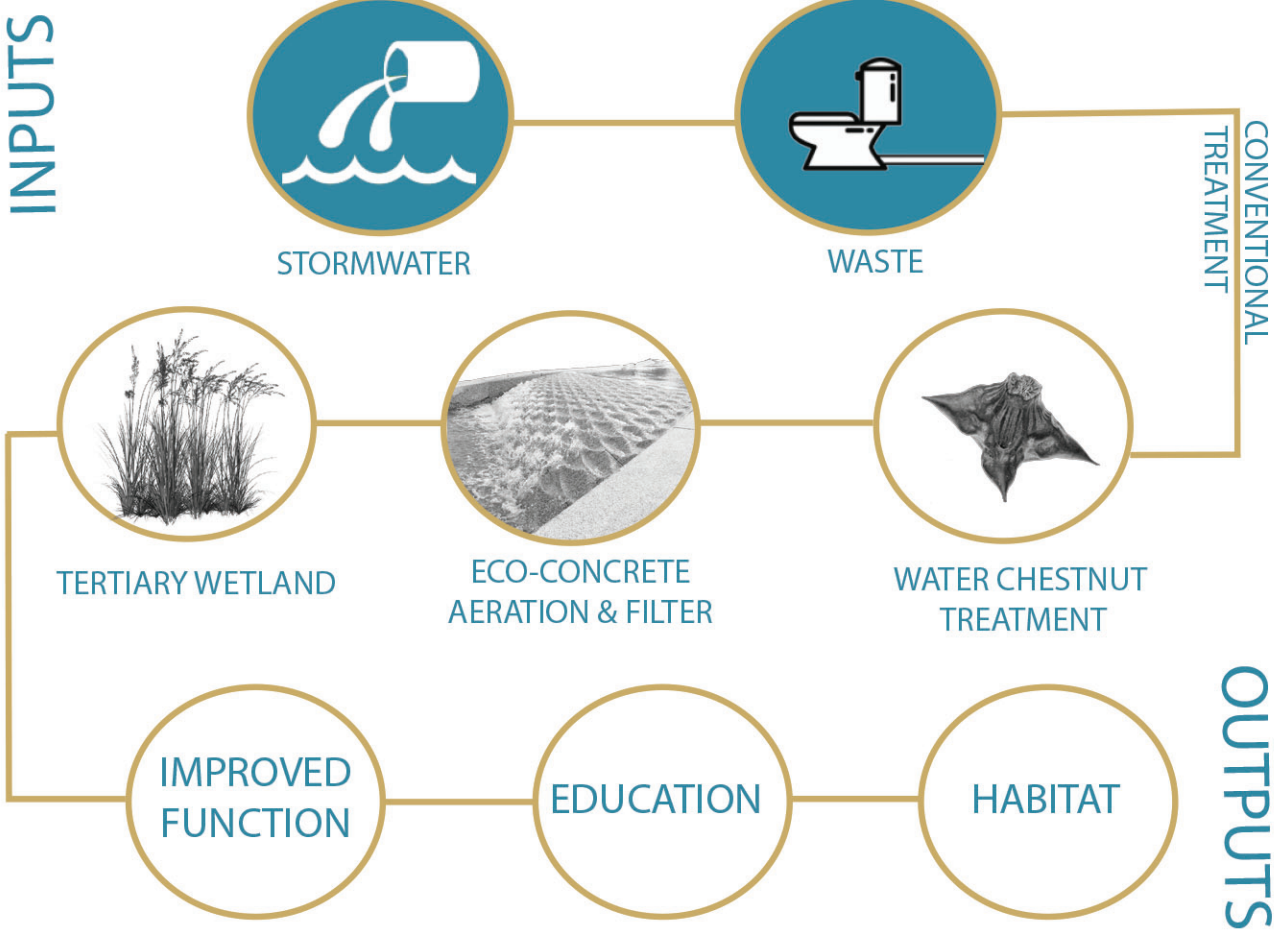 INPUTS
STORMWATER
WASTE
CONVENTIONAL
TREATMENT
TERTIARY WETLAND
ECO-CONCRETE
AERATION & FILTER
WATER CHESTNUT
TREATMENT
IMPROVED
FUNCTION
EDUCATION
HABITAT
OUTPUTS